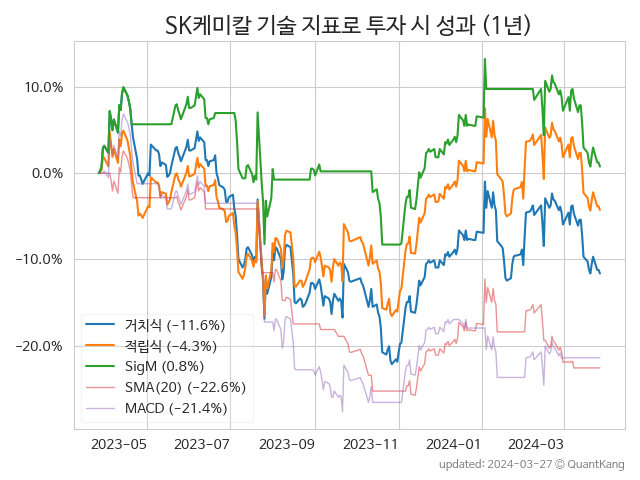 SK케미칼 기술 지표로 투자 시 성과 (1년)
10.0%
0.0%
−10.0%
−20.0%
거치식 (−11.6%)
적립식 (−4.3%)
SigM (0.8%)
SMA(20) (−22.6%)
MACD (−21.4%)
2023-05 2023-07 2023-09 2023-11 2024-01 2024-03
updated: 2024-03-27 © QuantKang